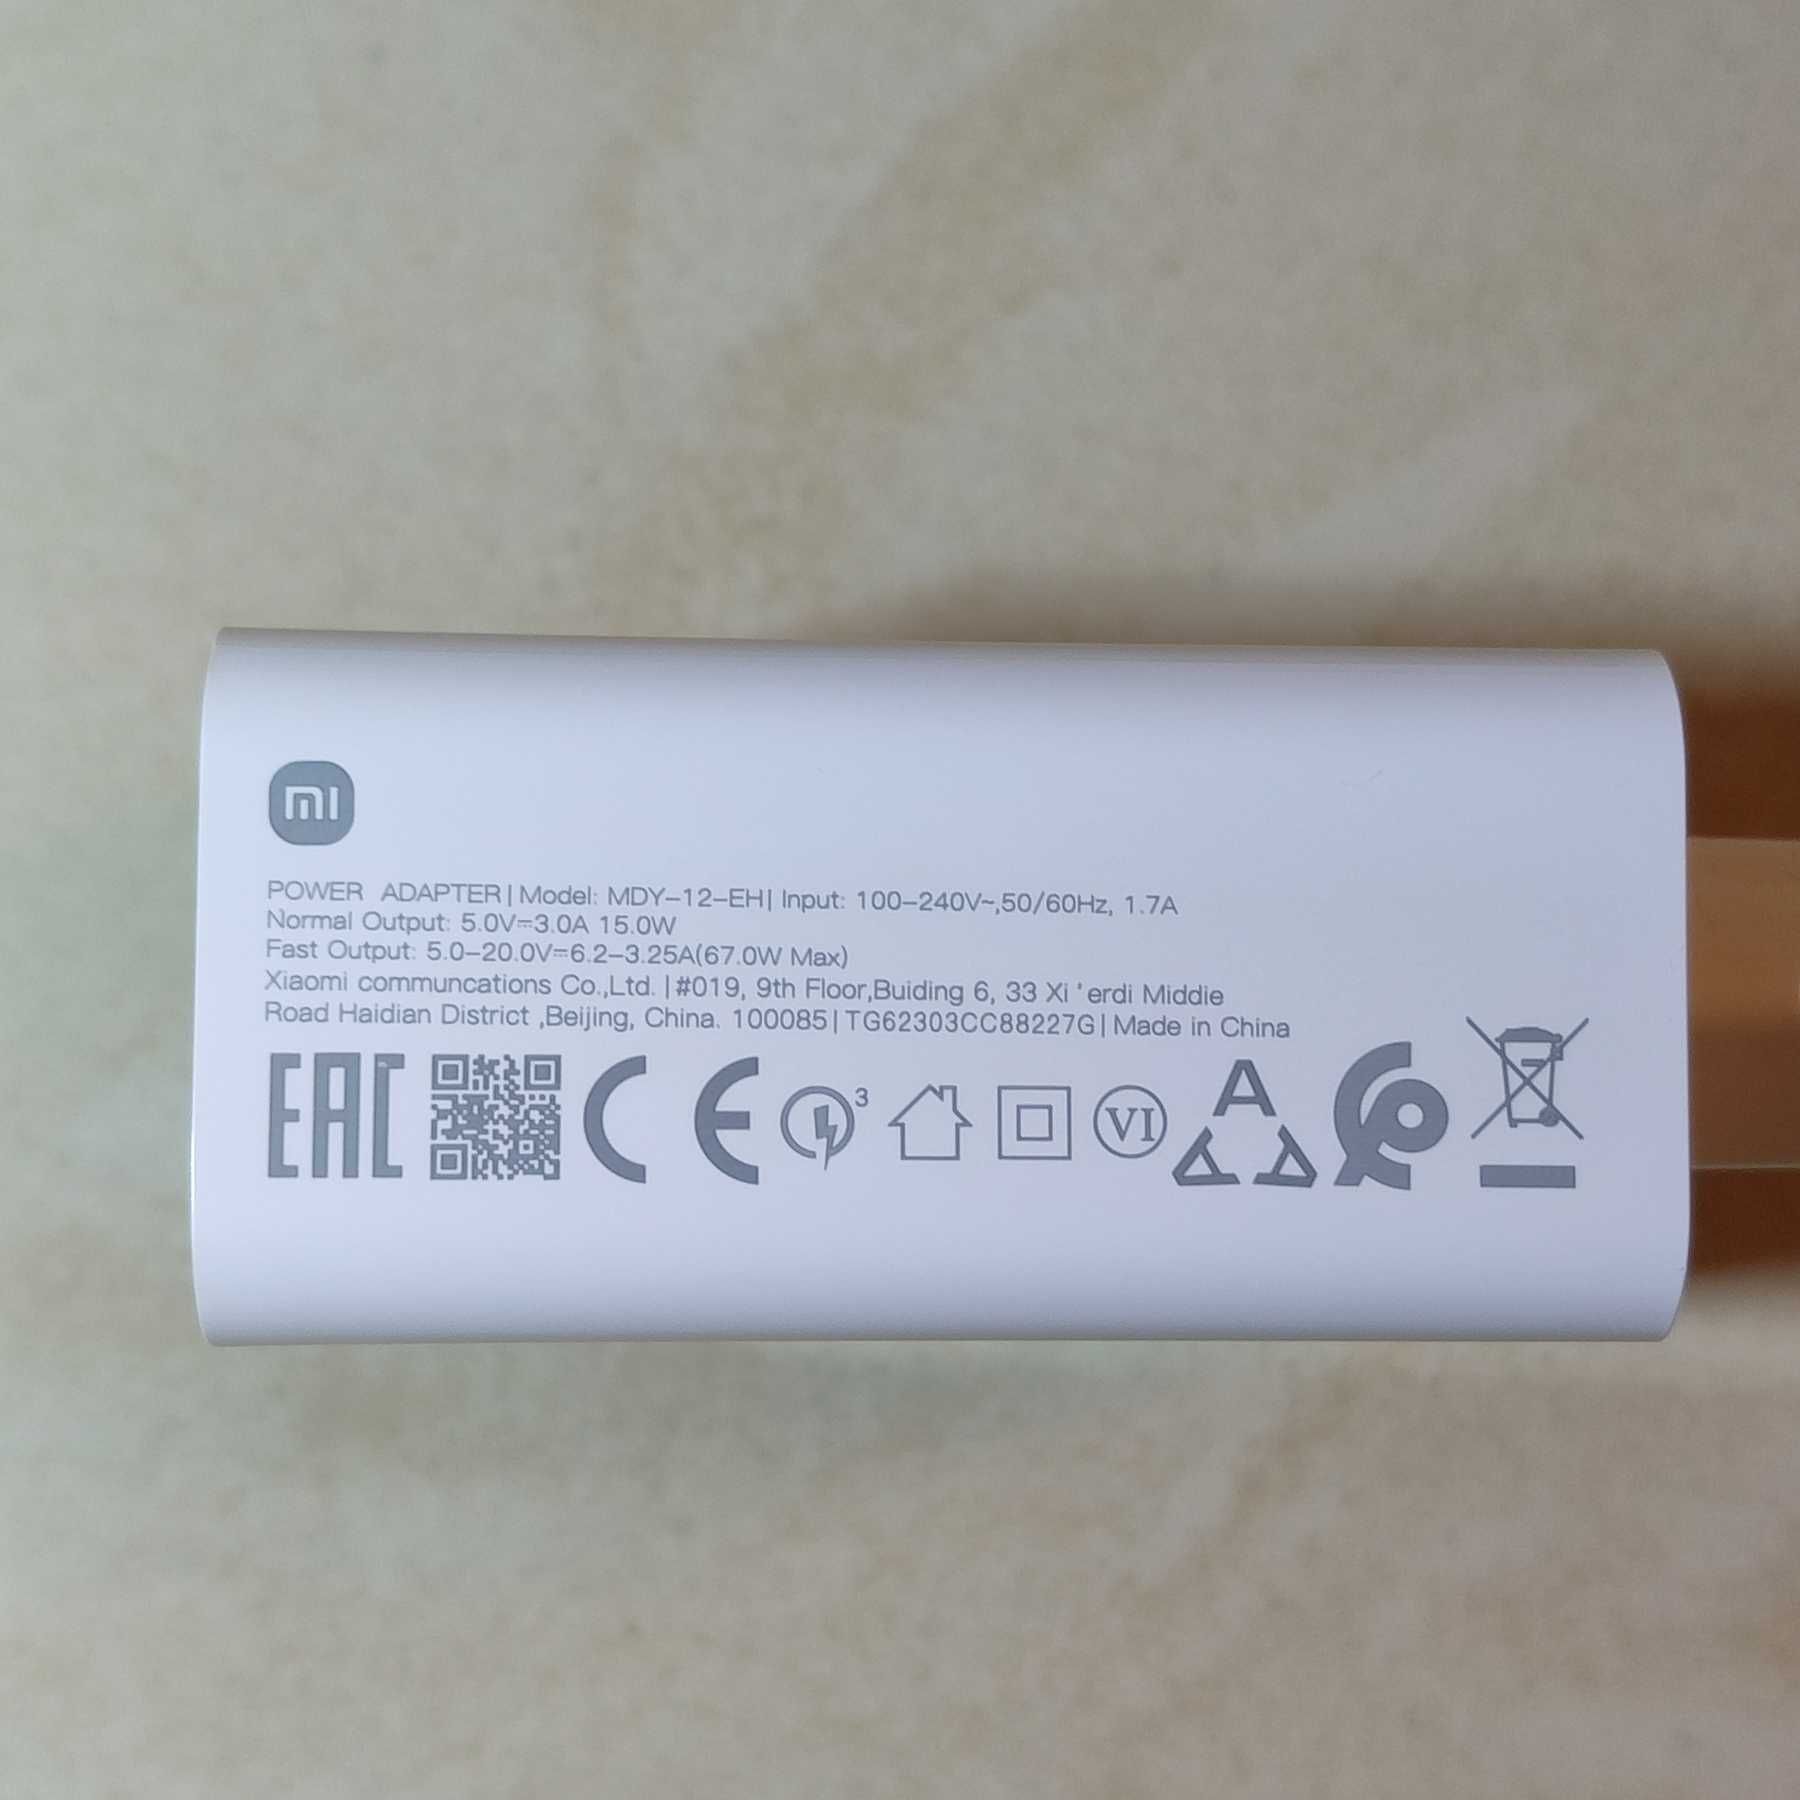 mi
POWER ADAPTER| Model: MDY-12-EH| Input: 100-240V~,50/60Hz, 1.7A
Normal Output: 5.0V⎓3.0A 15.0W
Fast Output: 5.0-20.0V⎓6.2-3.25A(67.0W Max)
Xiaomi communcations Co.,Ltd. |#019, 9th Floor,Buiding 6, 33 Xi 'erdi Middie
Road Haidian District ,Beijing, China. 100085|TG62303CC88227G| Made in China
EAC CE 3 VI